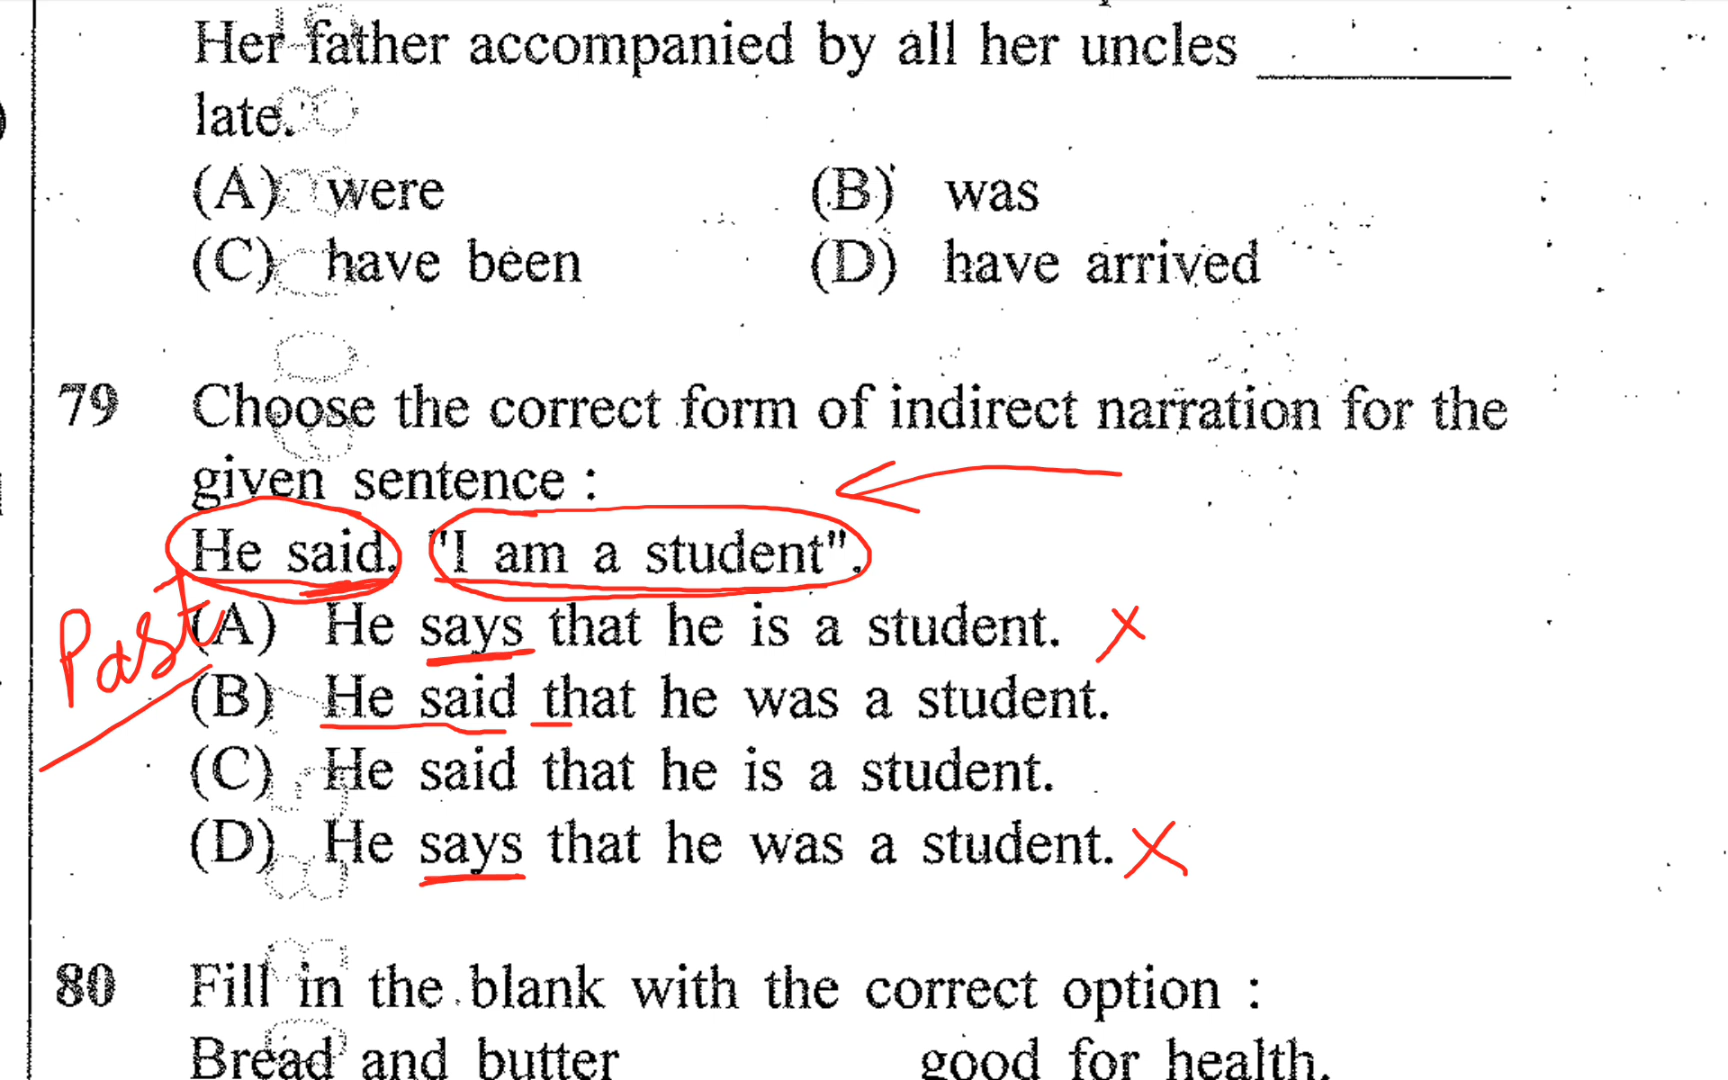 Her father accompanied by all her uncles ________
late.
(A) were (B) was
(C) have been (D) have arrived
79 Choose the correct form of indirect narration for the
given sentence :
He said. "I am a student".
Past
(A) He says that he is a student. X
(B) He said that he was a student.
(C) He said that he is a student.
(D) He says that he was a student. X
80 Fill in the blank with the correct option :
Bread and butter good for health.